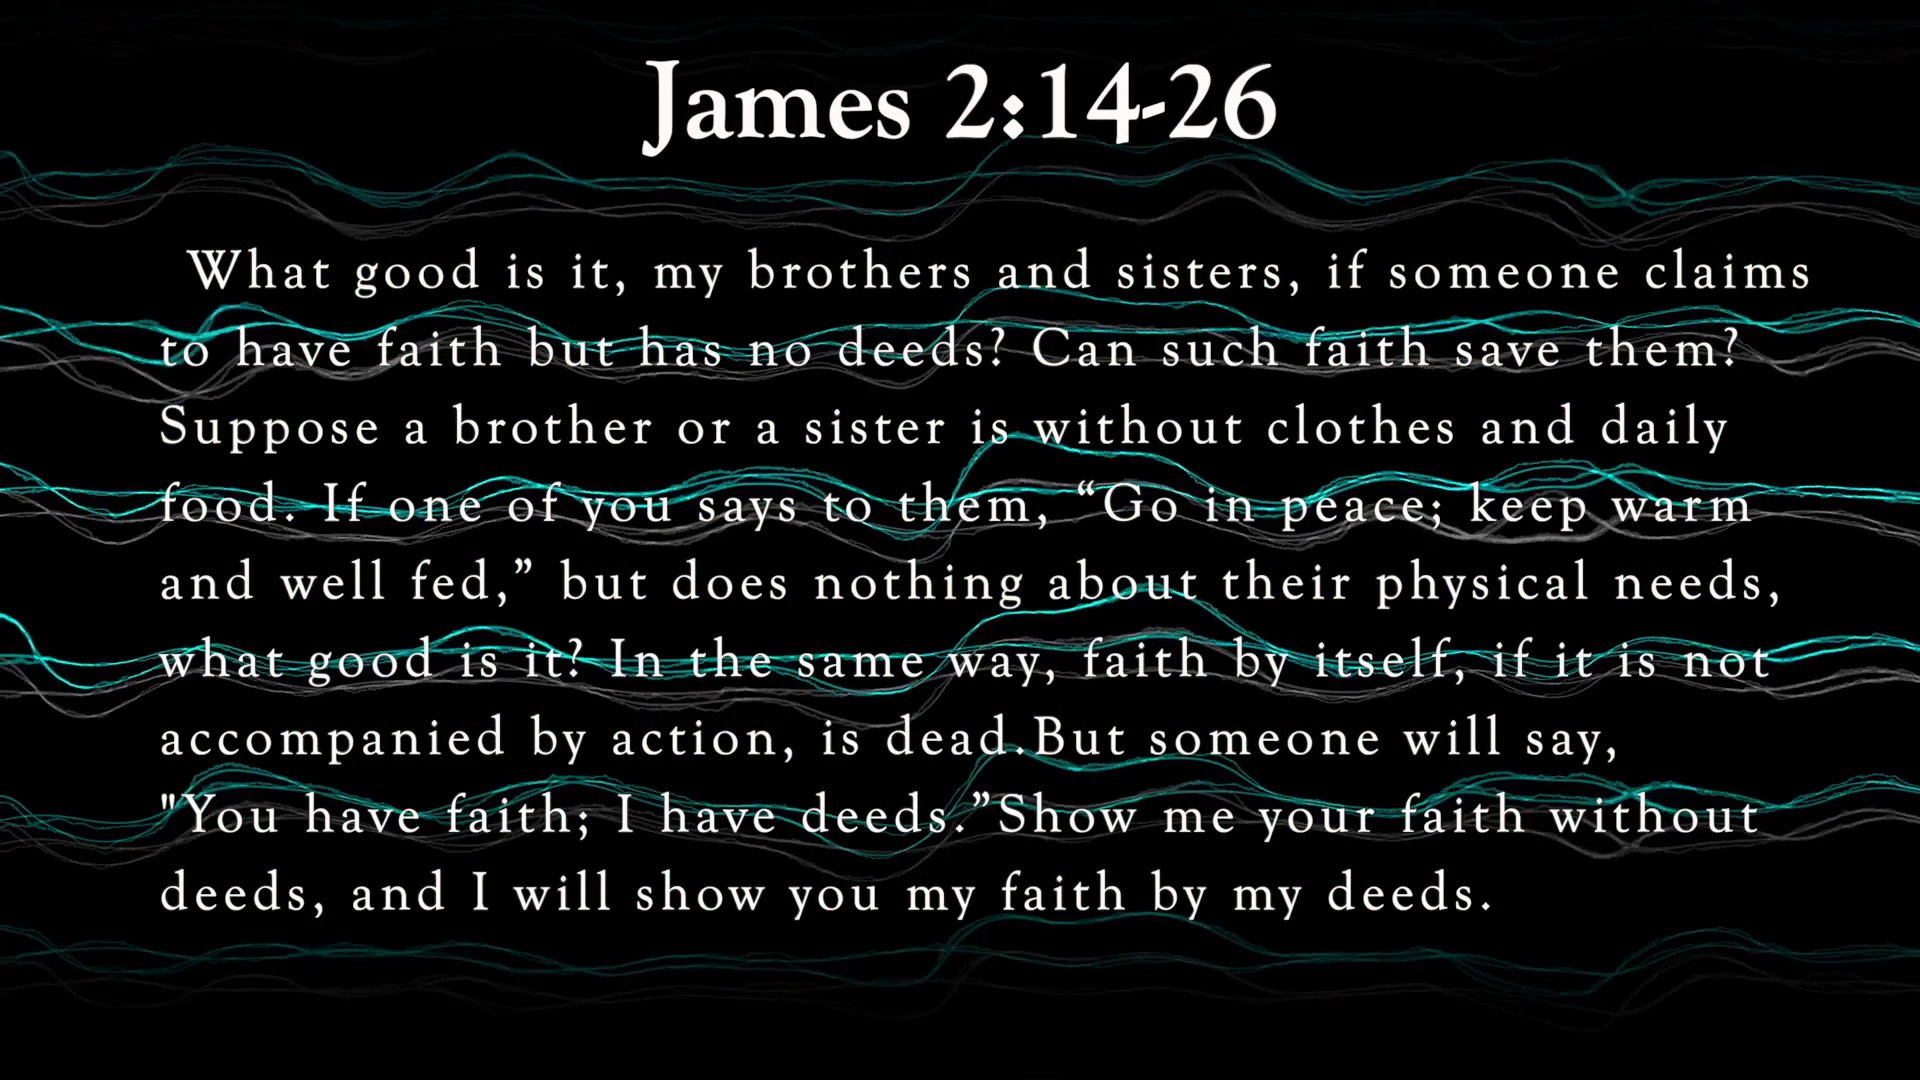 James 2:14-26
What good is it, my brothers and sisters, if someone claims
to have faith but has no deeds? Can such faith save them?
Suppose a brother or a sister is without clothes and daily
food. If one of you says to them, “Go in peace; keep warm
and well fed,” but does nothing about their physical needs,
what good is it? In the same way, faith by itself, if it is not
accompanied by action, is dead.But someone will say,
"You have faith; I have deeds.”Show me your faith without
deeds, and I will show you my faith by my deeds.